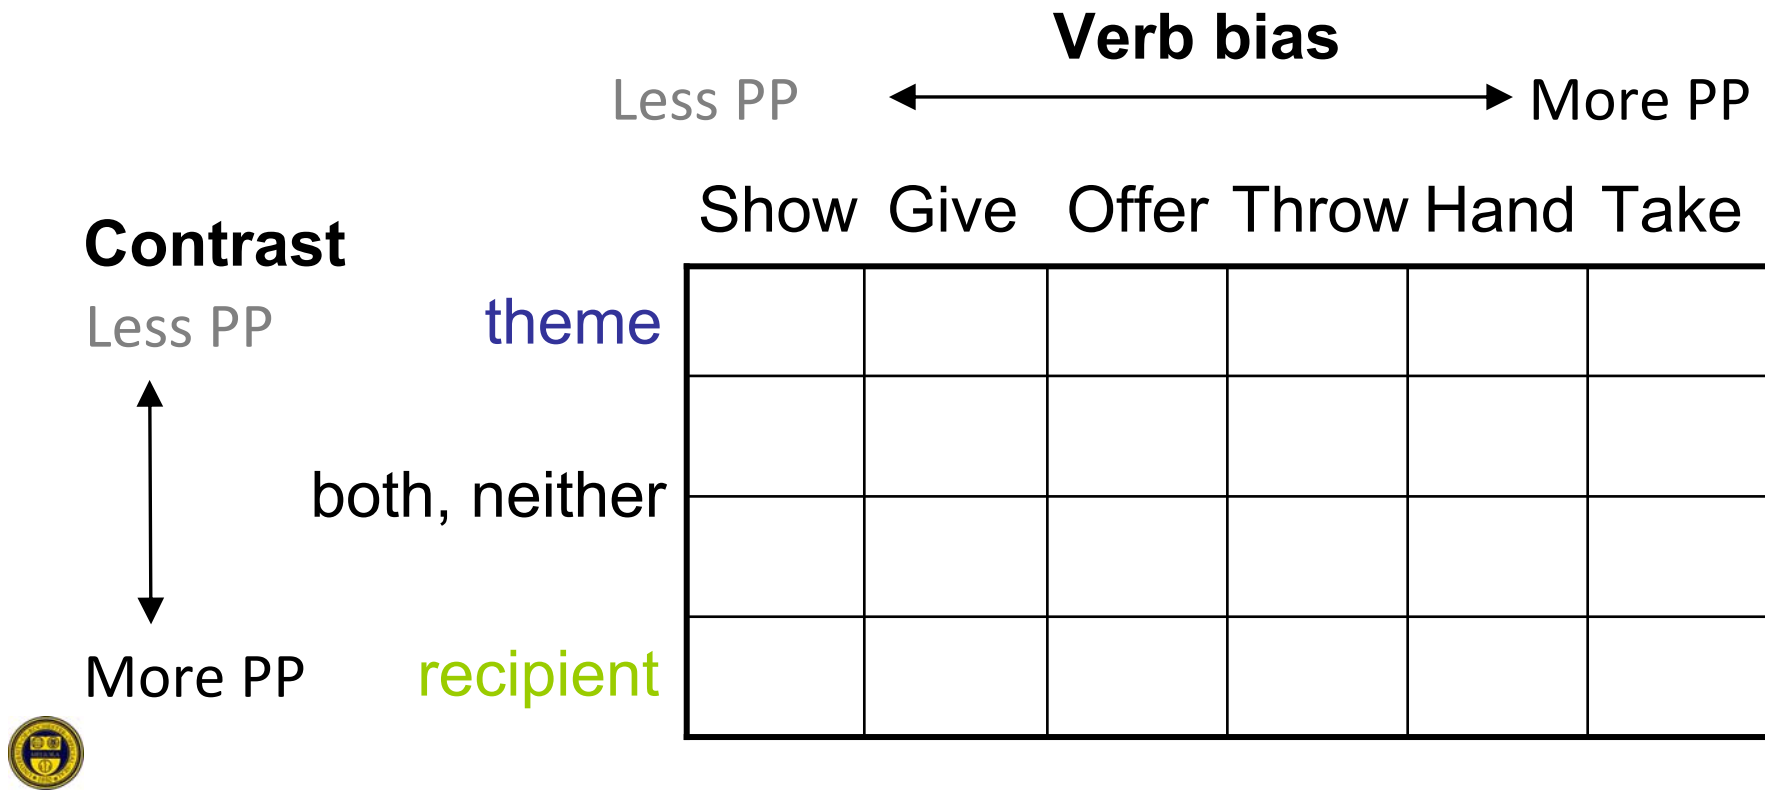 Verb bias
Less PP More PP
Show Give Offer Throw Hand Take
Contrast
Less PP theme
both, neither
More PP recipient